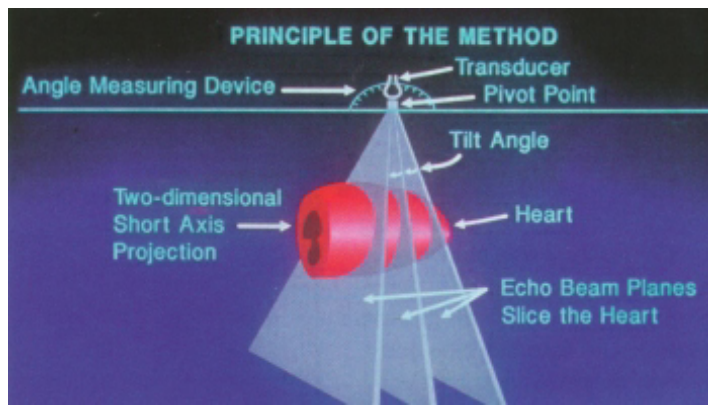 PRINCIPLE OF THE METHOD
Transducer
Angle Measuring Device
Pivot Point
Tilt Angle
Two-dimensional
Short Axis
Projection
Heart
Echo Beam Planes
Slice the Heart